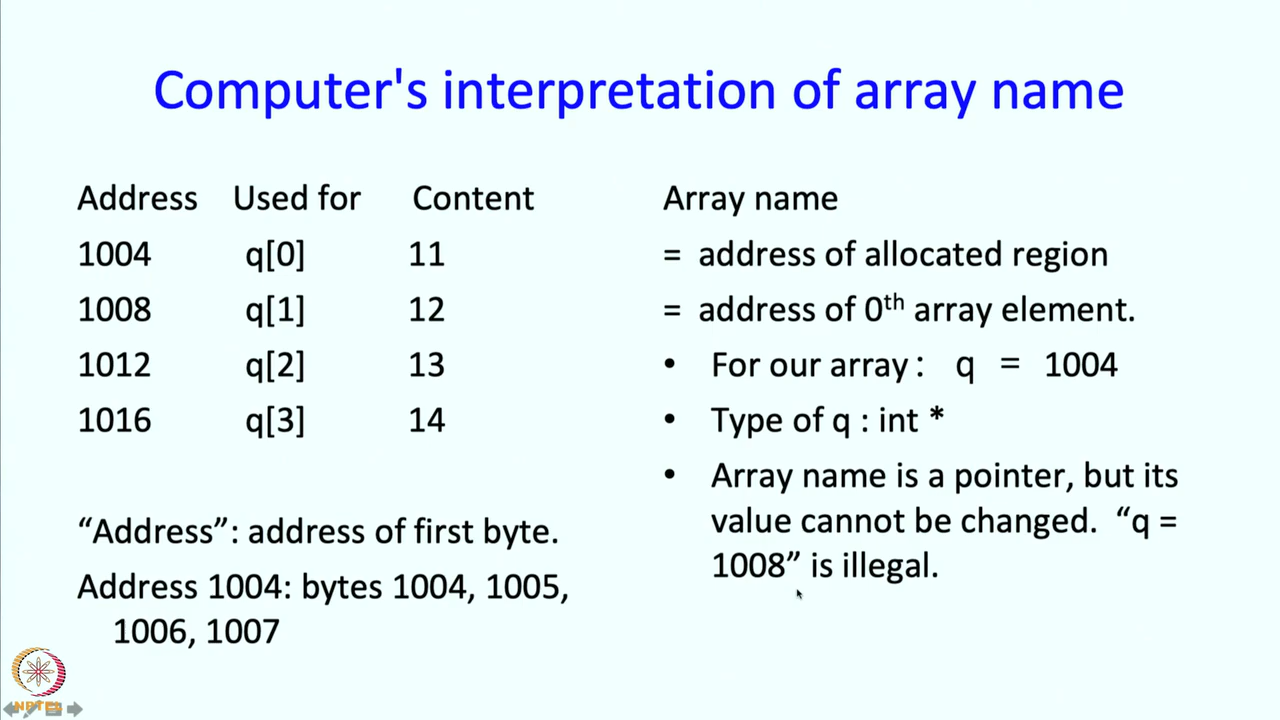 Computer's interpretation of array name
Address Used for Content
1004 q[0] 11
1008 q[1] 12
1012 q[2] 13
1016 q[3] 14
“Address”: address of first byte.
Address 1004: bytes 1004, 1005,
1006, 1007
Array name
= address of allocated region
= address of 0th array element.
• For our array: q = 1004
• Type of q : int *
• Array name is a pointer, but its
value cannot be changed. “q =
1008” is illegal.
NPTEL